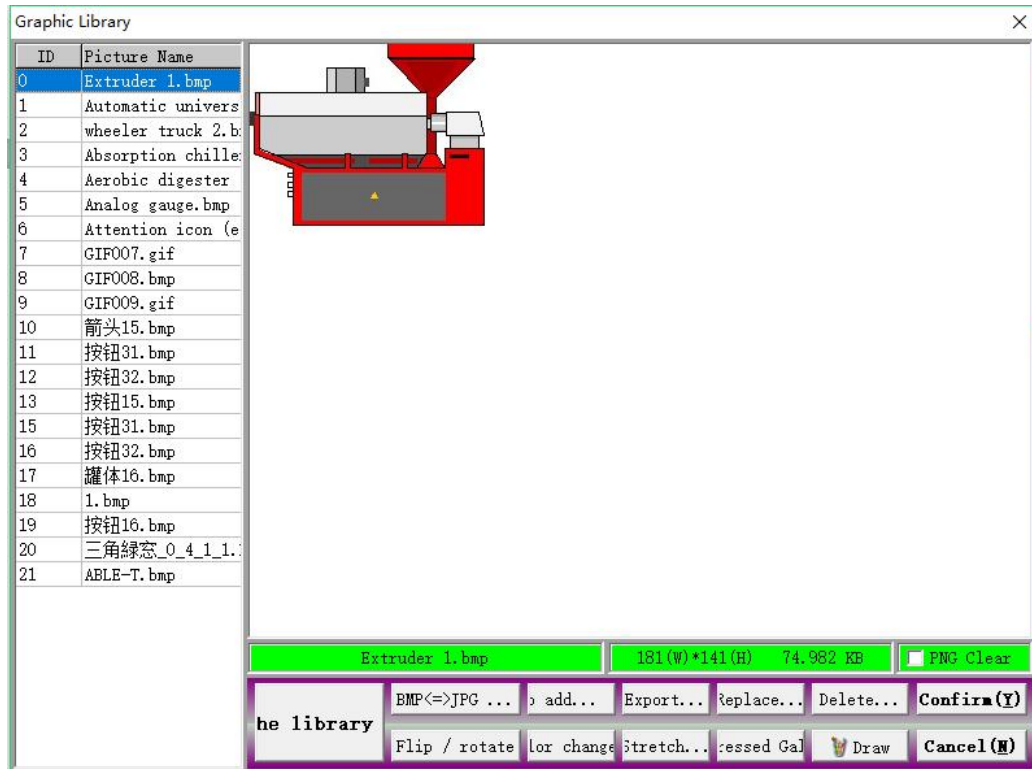 Graphic Library
ID Picture Name
0 Extruder 1.bmp
1 Automatic univers
2 wheeler truck 2.b
3 Absorption chille
4 Aerobic digester
5 Analog gauge.bmp
6 Attention icon (e
7 GIF007.gif
8 GIF008.bmp
9 GIF009.gif
10 箭头15.bmp
11 按钮31.bmp
12 按钮32.bmp
13 按钮15.bmp
15 按钮31.bmp
16 按钮32.bmp
17 罐体16.bmp
18 1.bmp
19 按钮16.bmp
20 三角緑窓_0_4_1_1.
21 ABLE-T.bmp
Extruder 1.bmp 181(W)*141(H) 74.982 KB PNG Clear
he library
BMP<=>JPG ... add... Export... Replace... Delete... Confirm(Y)
Flip / rotate lor change Stretch... ressed Gal Draw Cancel(N)